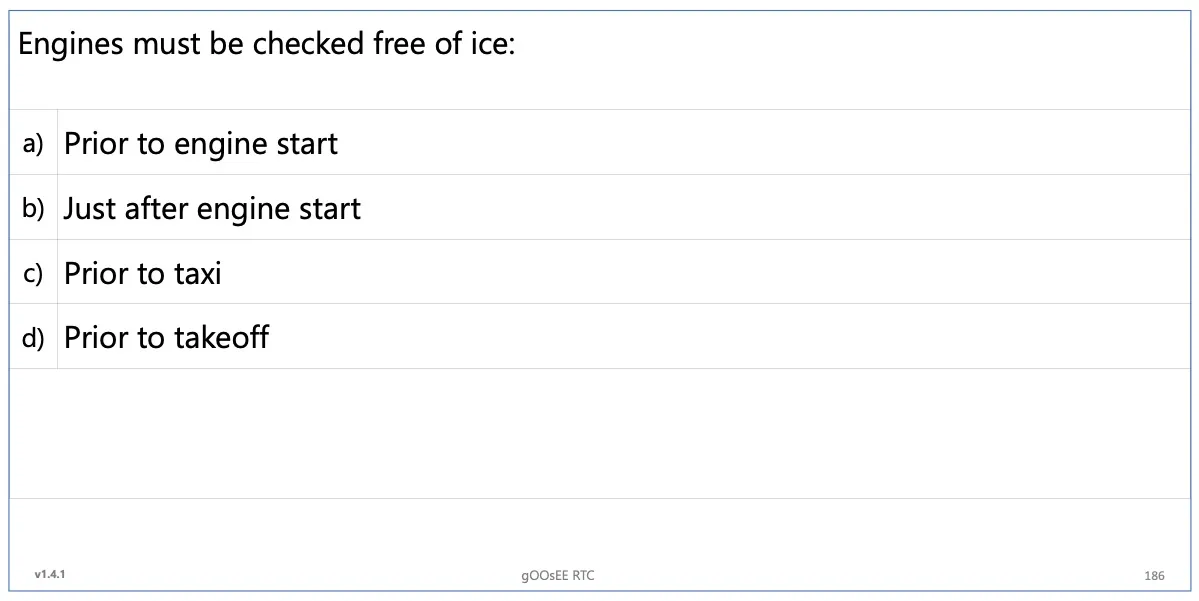 Engines must be checked free of ice:
a) Prior to engine start
b) Just after engine start
c) Prior to taxi
d) Prior to takeoff
v1.4.1 gOOsEE RTC 186